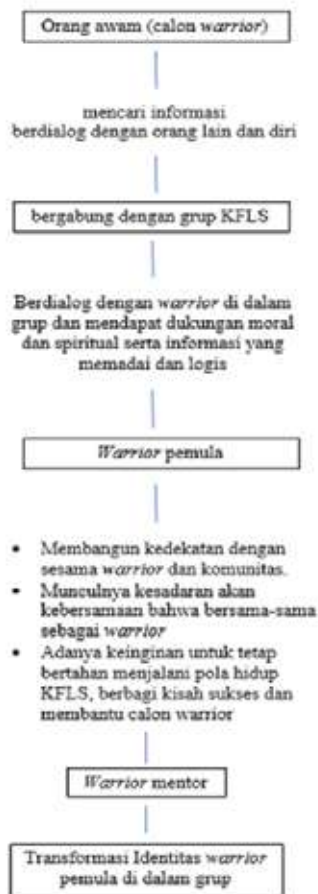 Orang awam (calon warrior)
mencari informasi
berdialog dengan orang lain dan diri
bergabung dengan grup KFLS
Berdialog dengan warrior di dalam
grup dan mendapat dukungan moral
dan spiritual serta informasi yang
memadai dan logis
Warrior pemula
• Membangun kedekatan dengan
sesama warrior dan komunitas.
• Munculnya kesadaran akan
kebersamaan bahwa bersama-sama
sebagai warrior
• Adanya keinginan untuk tetap
bertahan menjalani pola hidup
KFLS, berbagi kisah sukses dan
membantu calon warrior
Warrior mentor
Transformasi Identitas warrior
pemula di dalam grup